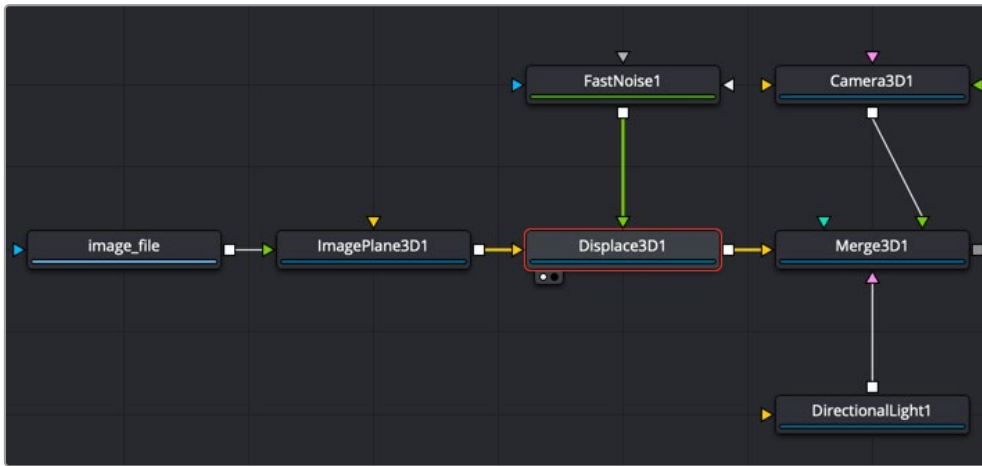 FastNoise1
Camera3D1
image_file
ImagePlane3D1
Displace3D1
Merge3D1
DirectionalLight1